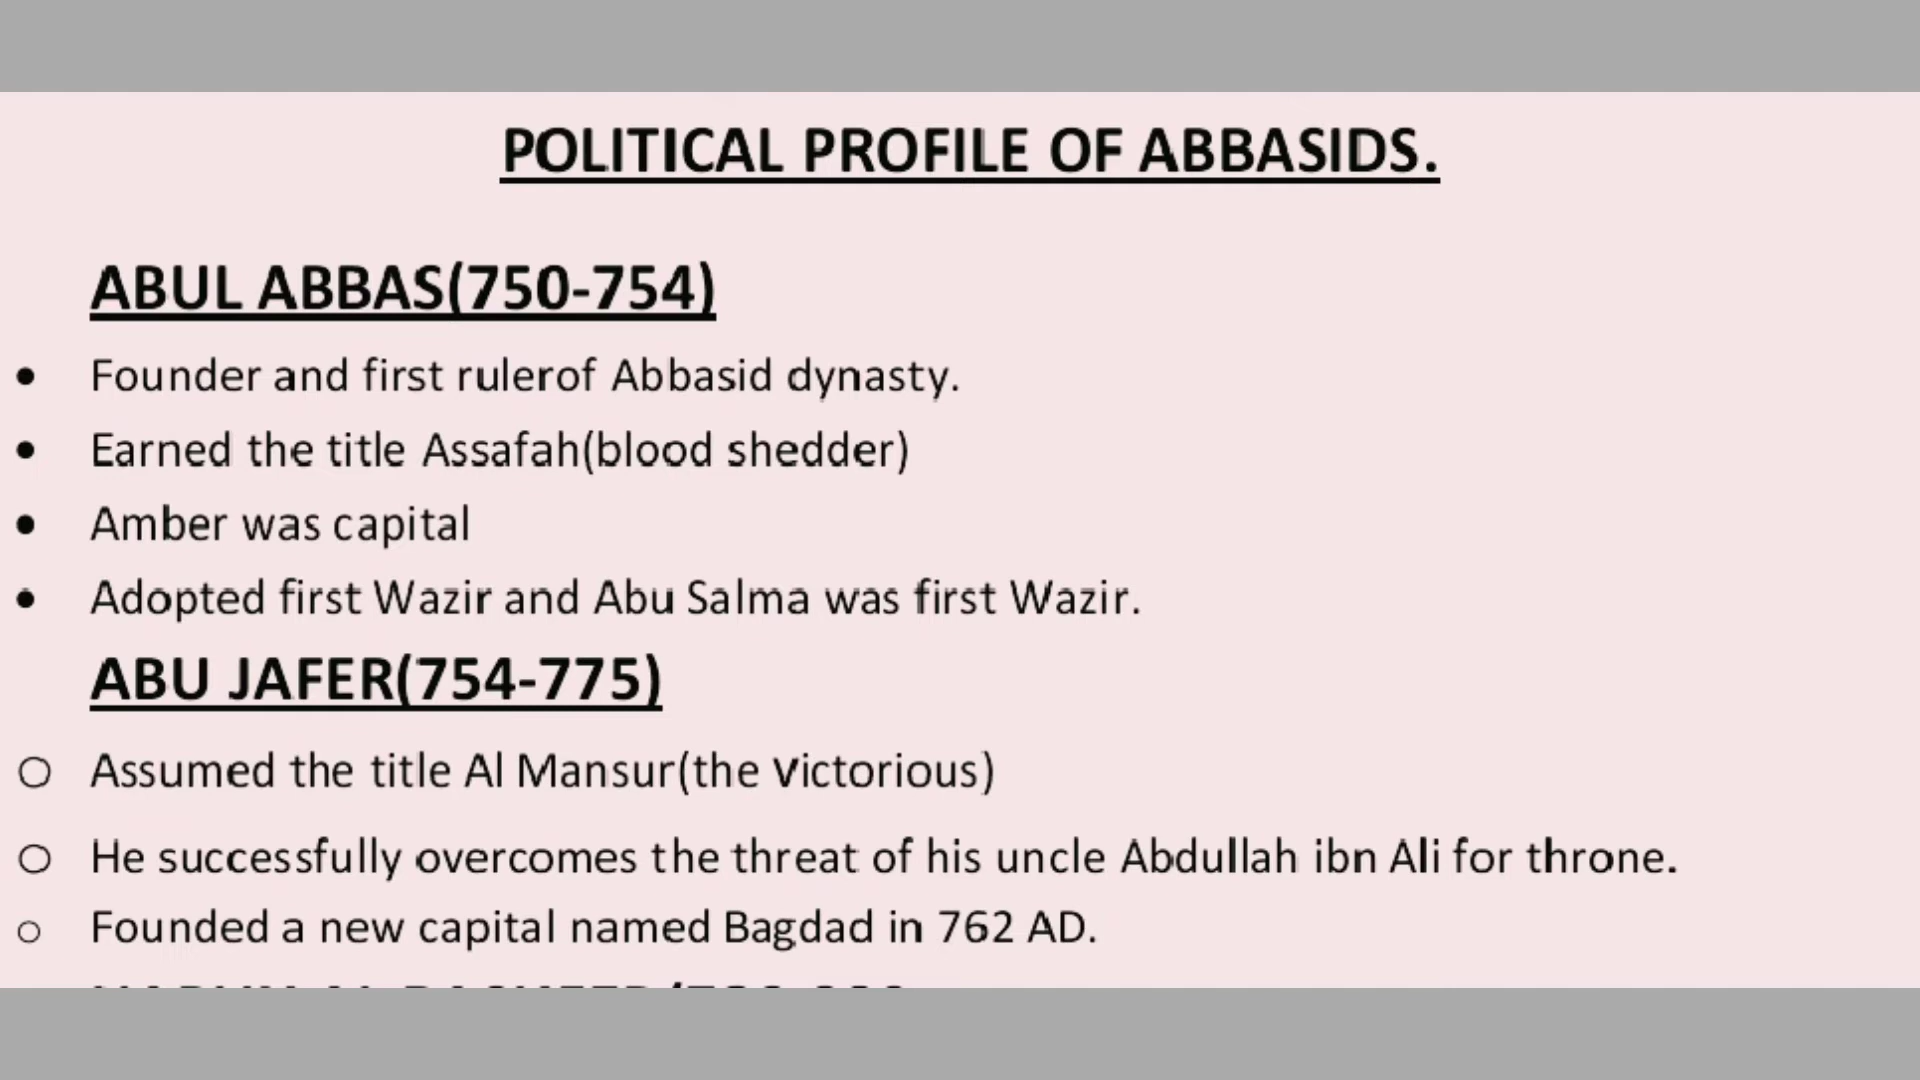 POLITICAL PROFILE OF ABBASIDS.
ABUL ABBAS(750-754)
• Founder and first rulerof Abbasid dynasty.
• Earned the title Assafah(blood shedder)
• Amber was capital
• Adopted first Wazir and Abu Salma was first Wazir.
ABU JAFER(754-775)
○ Assumed the title Al Mansur(the victorious)
○ He successfully overcomes the threat of his uncle Abdullah ibn Ali for throne.
○ Founded a new capital named Bagdad in 762 AD.